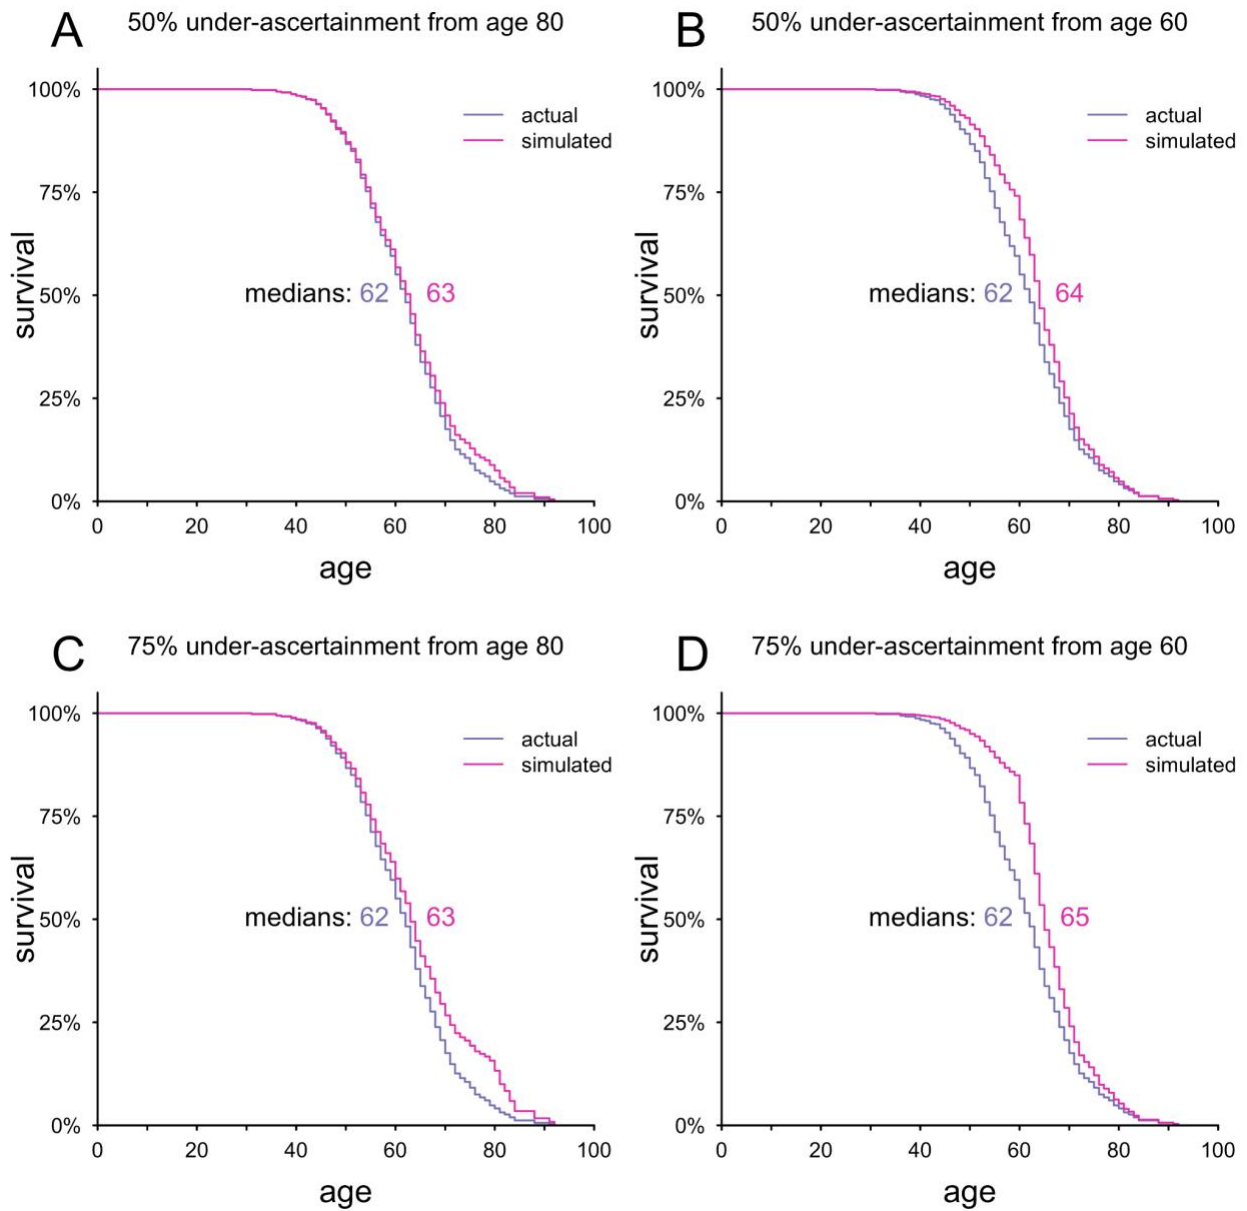 A
50% under-ascertainment from age 80
100%
75%
50%
25%
0%
survival
actual
simulated
medians: 62 63
0 20 40 60 80 100
age
B
50% under-ascertainment from age 60
100%
75%
50%
25%
0%
survival
actual
simulated
medians: 62 64
0 20 40 60 80 100
age
C
75% under-ascertainment from age 80
100%
75%
50%
25%
0%
survival
actual
simulated
medians: 62 63
0 20 40 60 80 100
age
D
75% under-ascertainment from age 60
100%
75%
50%
25%
0%
survival
actual
simulated
medians: 62 65
0 20 40 60 80 100
age